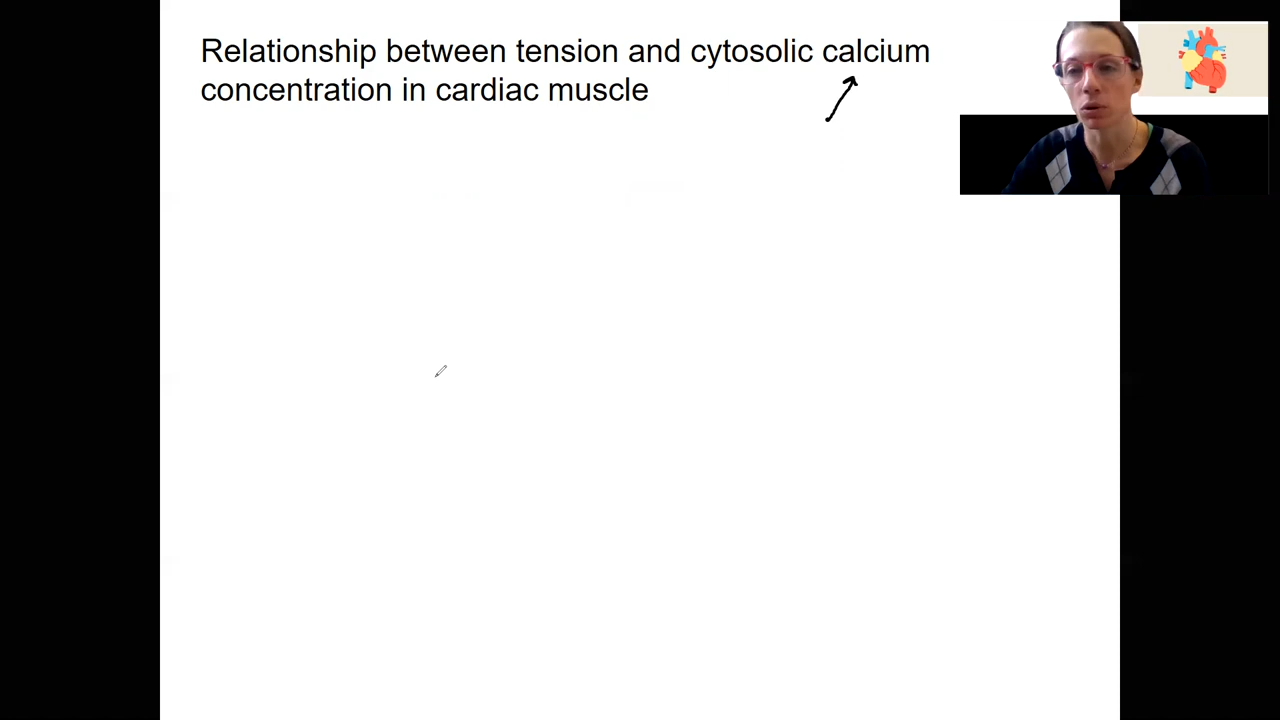 Relationship between tension and cytosolic calcium
concentration in cardiac muscle